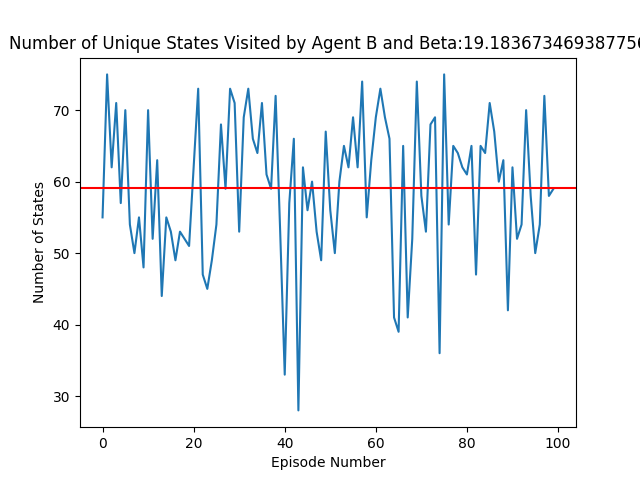 Number of Unique States Visited by Agent B and Beta:19.183673469387756
70
60
50
40
30
Number of States
0 20 40 60 80 100
Episode Number